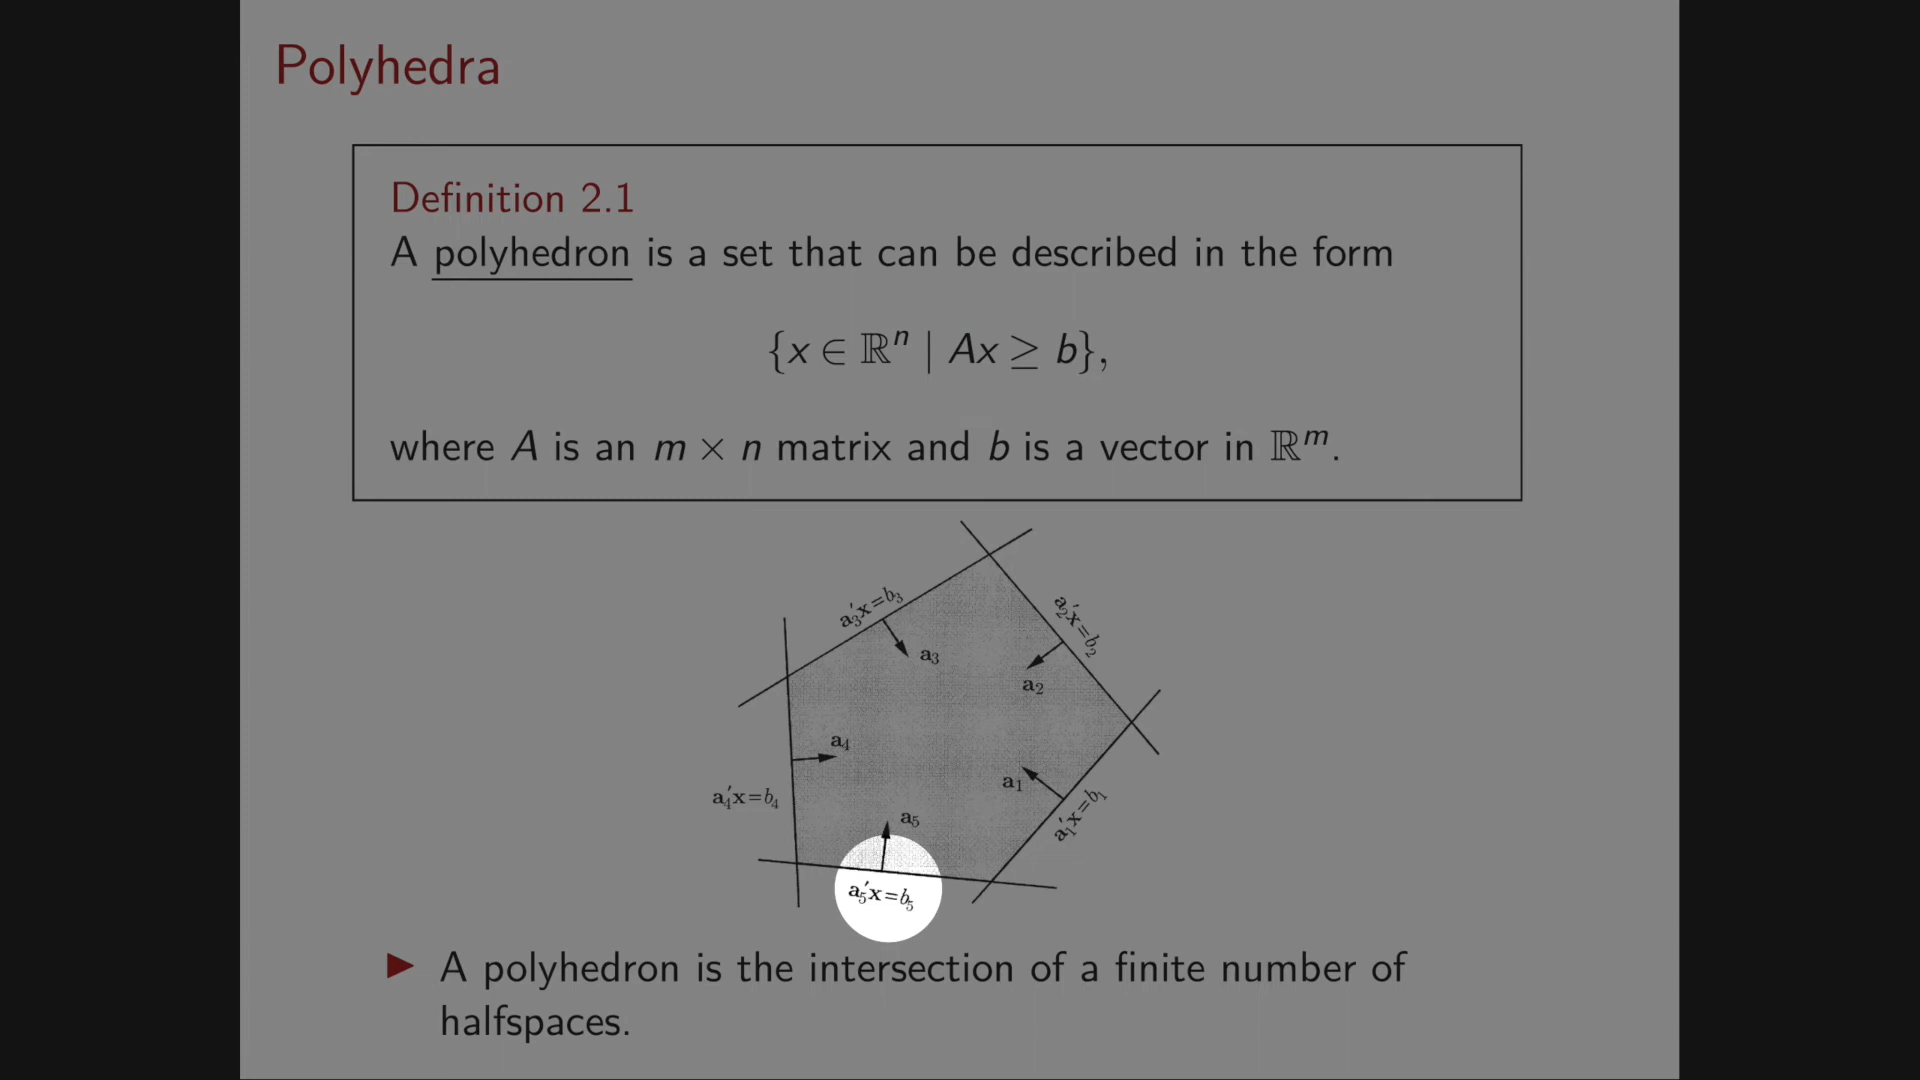 Polyhedra
Definition 2.1
A polyhedron is a set that can be described in the form
{x ∈ ℝⁿ | Ax ≥ b},
where A is an m × n matrix and b is a vector in ℝᵐ.
a₃′x=b₃
a₂′x=b₂
a₃
a₂
a₄
a₁
a₄′x=b₄
a₁′x=b₁
a₅
a₅′x=b₅
▶ A polyhedron is the intersection of a finite number of
halfspaces.